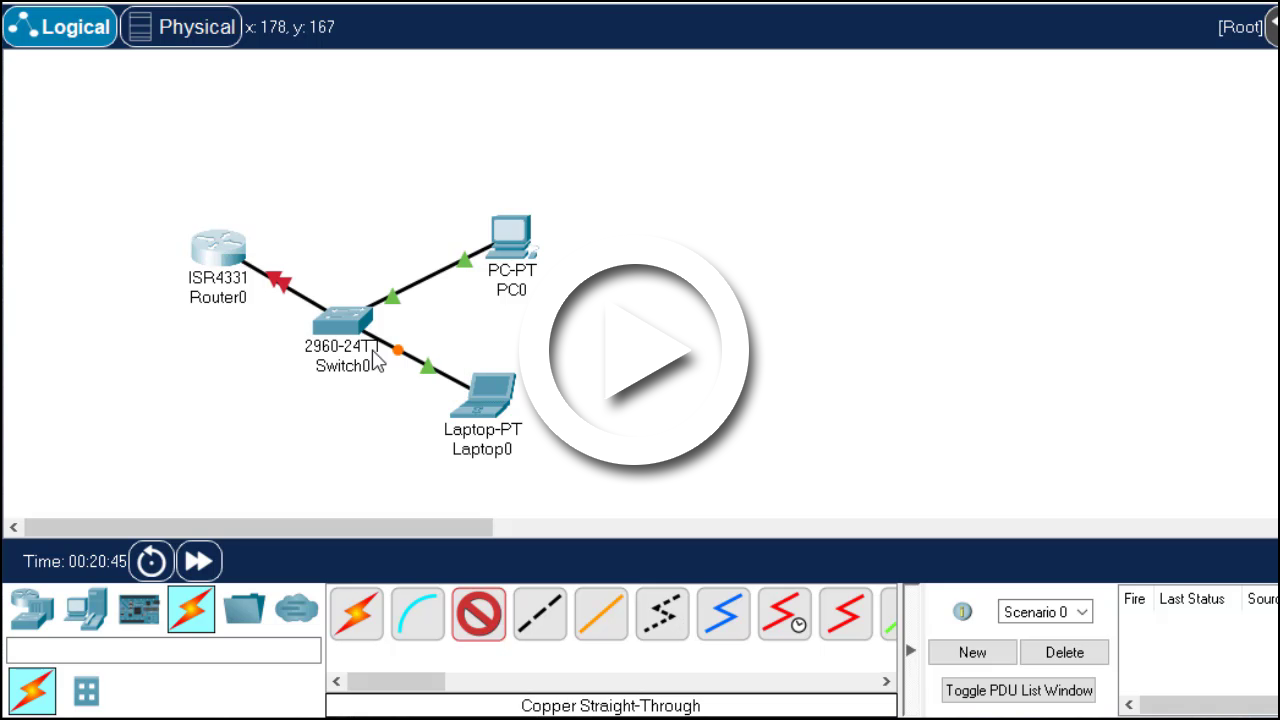 Logical
Physical
x: 178, y: 167
[Root]
ISR4331
Router0
PC-PT
PC0
2960-24TT
Switch0
Laptop-PT
Laptop0
Time: 00:20:45
Scenario 0
New
Delete
Toggle PDU List Window
Fire
Last Status
Sourc
Copper Straight-Through